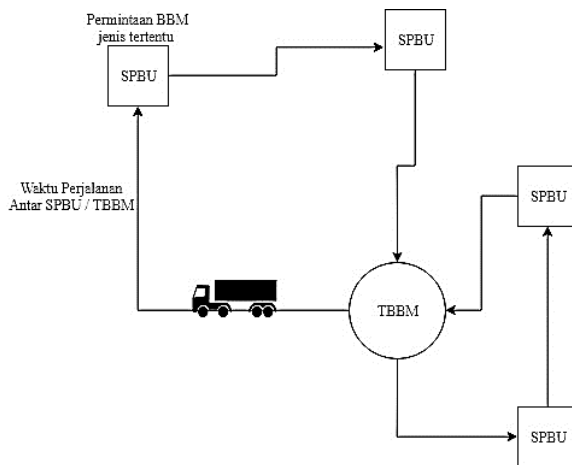 Permintaan BBM
jenis tertentu
SPBU
SPBU
Waktu Perjalanan
Antar SPBU / TBBM
SPBU
TBBM
SPBU